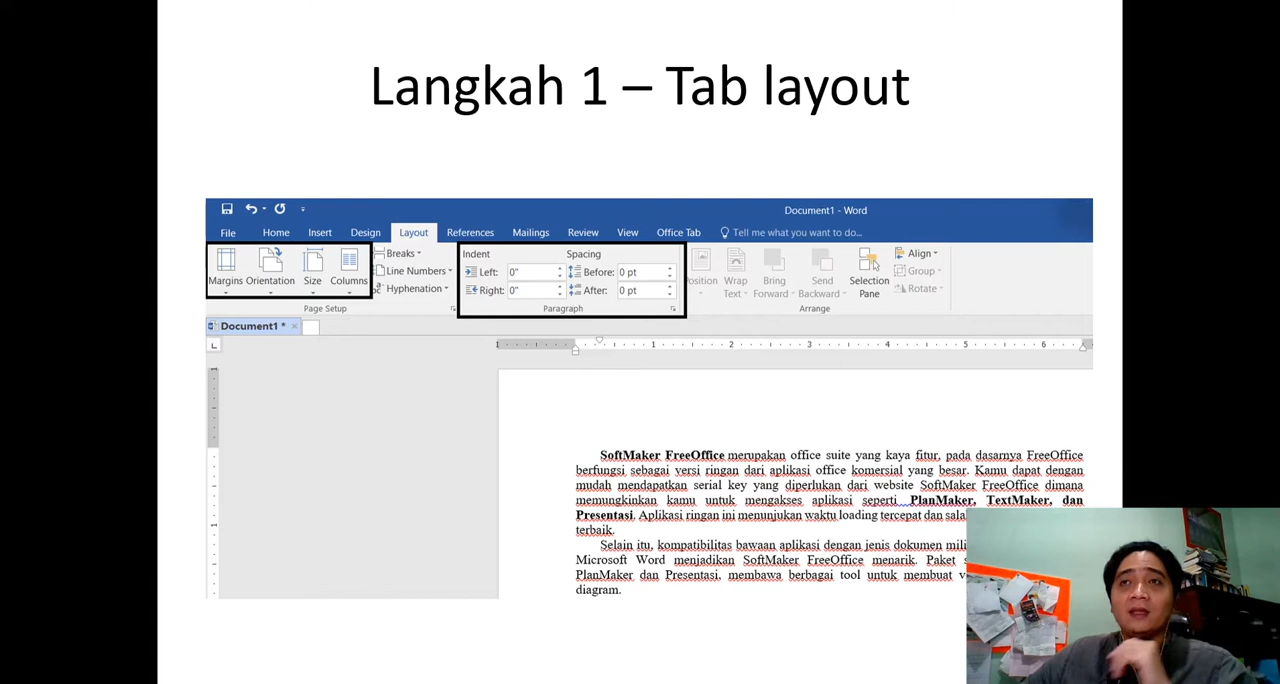 Langkah 1 – Tab layout
Document1 - Word
File Home Insert Design Layout References Mailings Review View Office Tab Tell me what you want to do...
Margins Orientation Size Columns
Breaks
Line Numbers
Hyphenation
Page Setup
Indent Spacing
Left: 0" Before: 0 pt
Right: 0" After: 0 pt
Paragraph
Wrap Text
Bring Forward
Send Backward
Selection Pane
Align
Group
Rotate
Arrange
Document1 *
1 1 2 3 4 5 6
SoftMaker FreeOffice merupakan office suite yang kaya fitur, pada dasarnya FreeOffice
berfungsi sebagai versi ringan dari aplikasi office komersial yang besar. Kamu dapat dengan
mudah mendapatkan serial key yang diperlukan dari website SoftMaker FreeOffice dimana
memungkinkan kamu untuk mengakses aplikasi seperti PlanMaker, TextMaker, dan
Presentasi. Aplikasi ringan ini menunjukan waktu loading tercepat dan
terbaik.
Selain itu, kompatibilitas bawaan aplikasi dengan jenis dokumen
Microsoft Word menjadikan SoftMaker FreeOffice menarik. Paket
PlanMaker dan Presentasi, membawa berbagai tool untuk membuat
diagram.